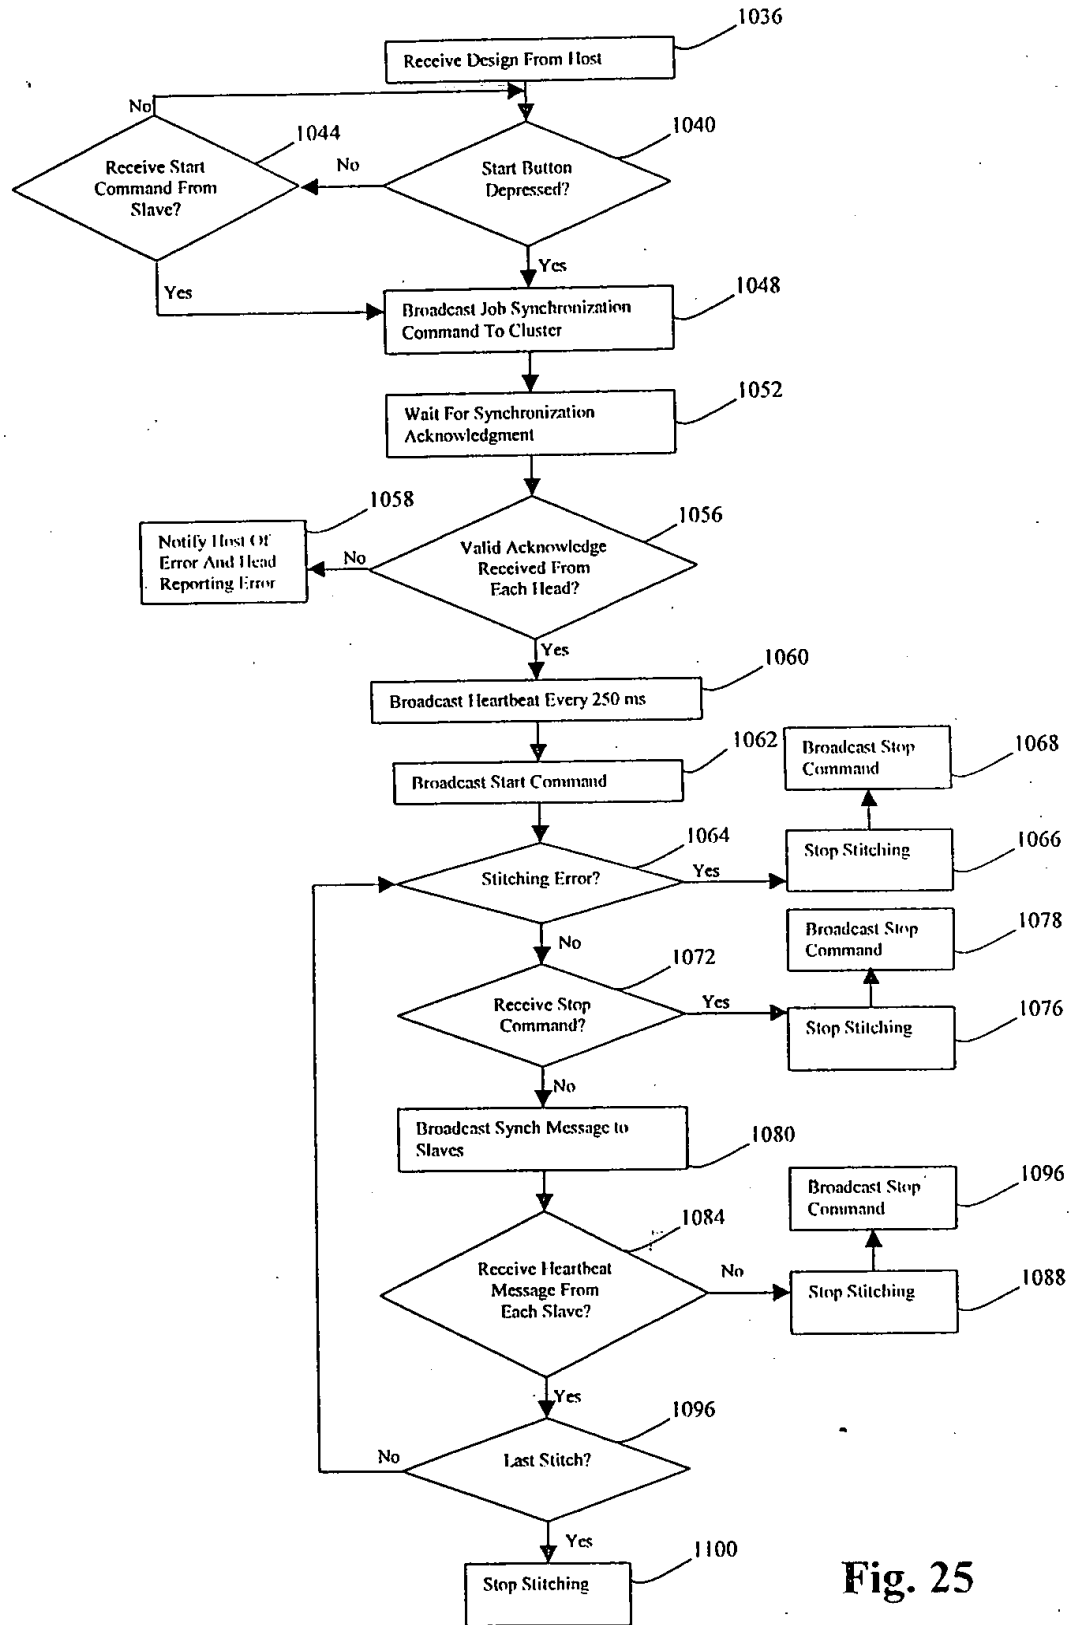 1036
Receive Design From Host
No
1044
1040
Receive Start
Command From
Slave?
No
Start Button
Depressed?
Yes
Yes
1048
Broadcast Job Synchronization
Command To Cluster
1052
Wait For Synchronization
Acknowledgment
1058
1056
Notify Host Of
Error And Head
Reporting Error
No
Valid Acknowledge
Received From
Each Head?
Yes
1060
Broadcast Heartbeat Every 250 ms
1062
Broadcast Start Command
Broadcast Stop
Command
1068
1064
Stitching Error?
Yes
Stop Stitching
1066
No
Broadcast Stop
Command
1078
1072
Receive Stop
Command?
Yes
Stop Stitching
1076
No
Broadcast Synch Message to
Slaves
1080
Broadcast Stop
Command
1096
1084
Receive Heartbeat
Message From
Each Slave?
No
Stop Stitching
1088
Yes
1096
No
Last Stitch?
Yes
1100
Stop Stitching
Fig. 25